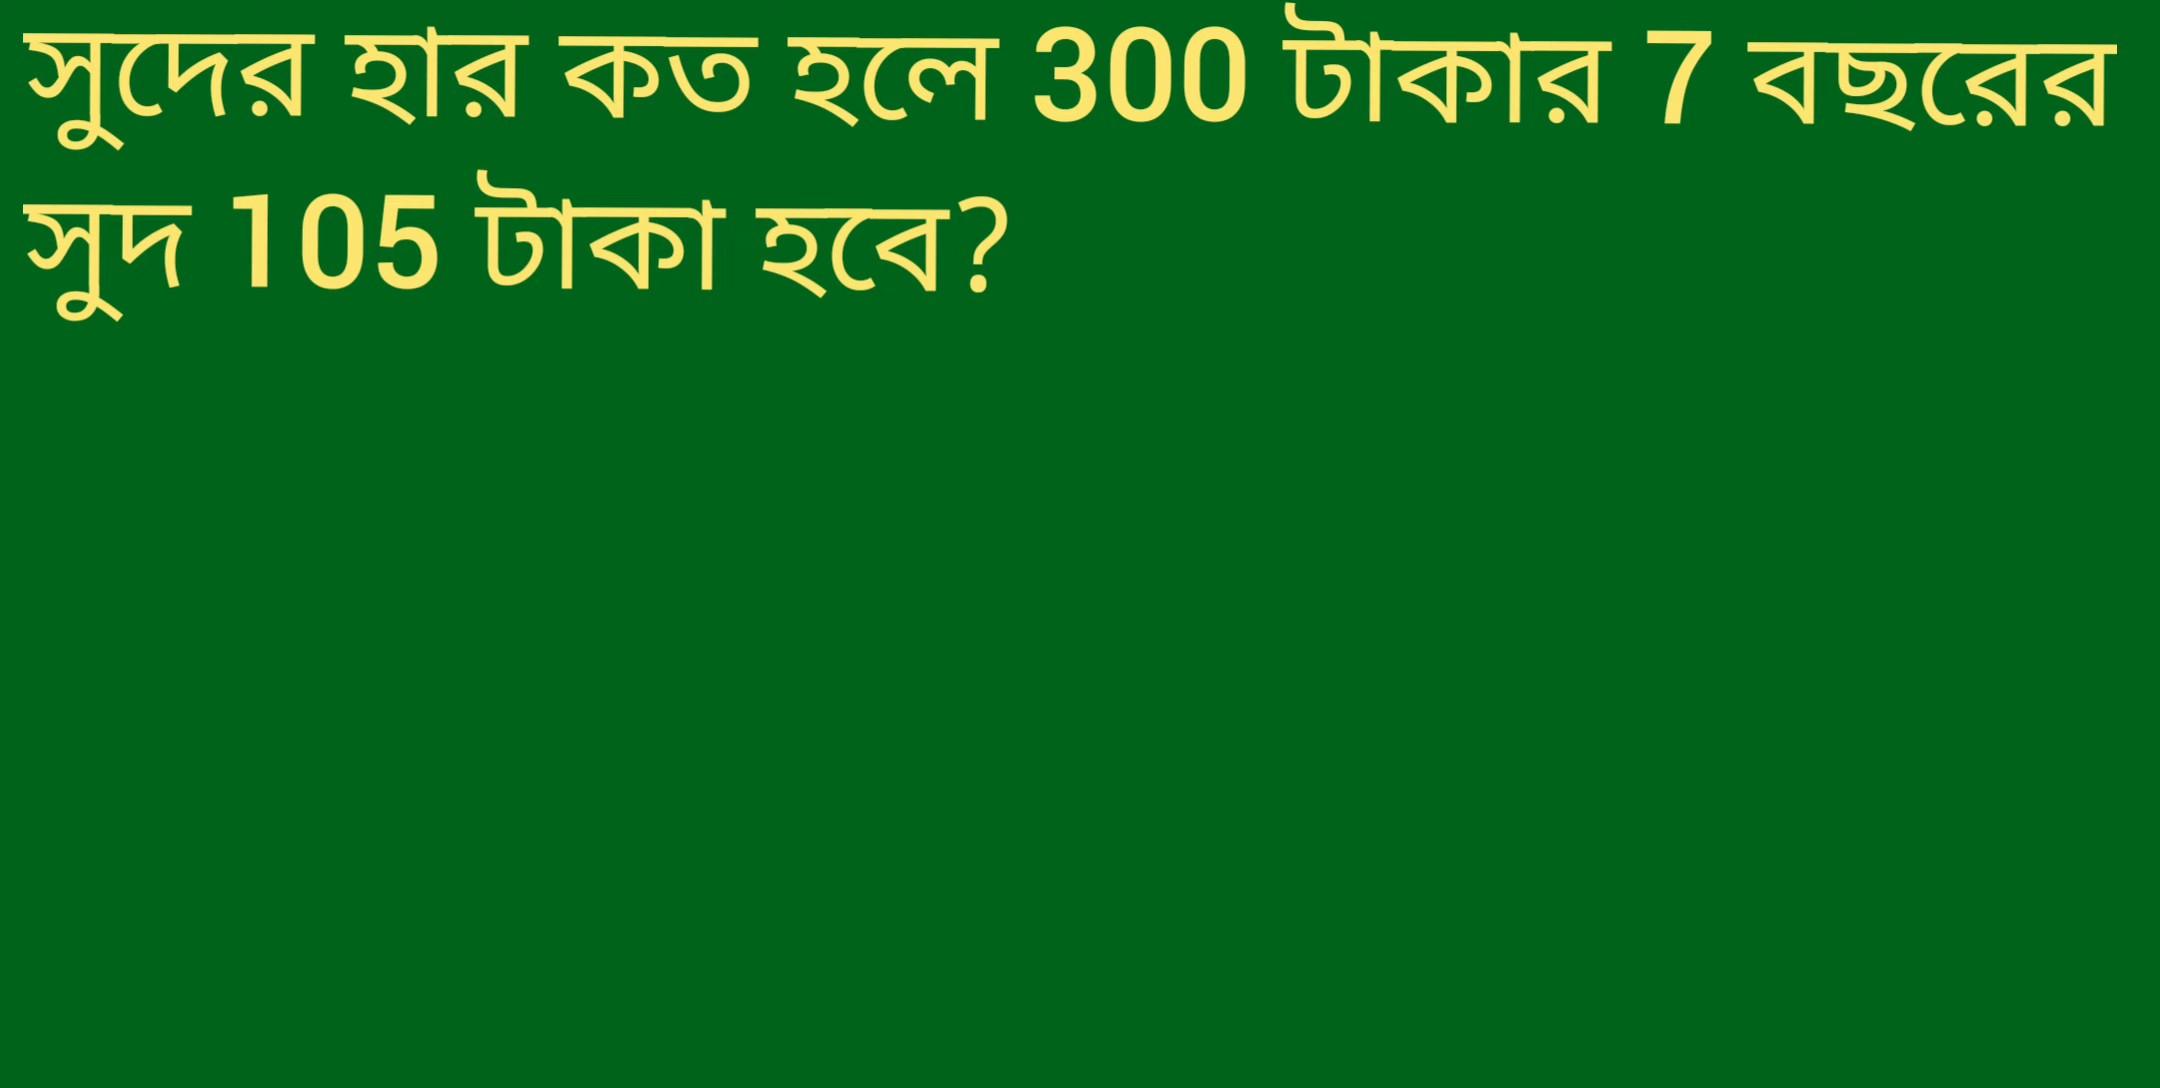 সুদের হার কত হলে 300 টাকার 7 বছরের
সুদ 105 টাকা হবে?